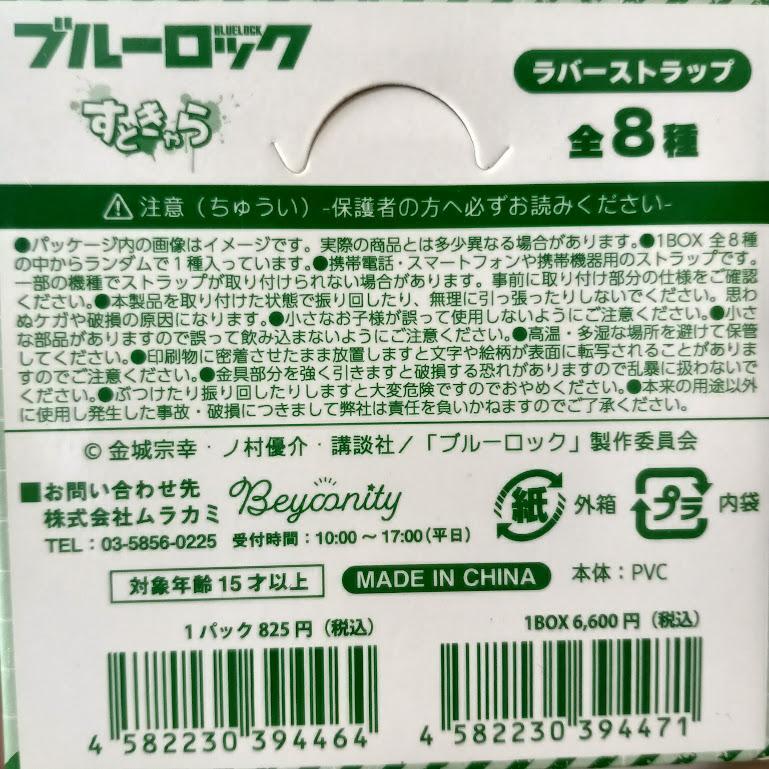 ブルーロック
BLUELOCK
すときゃら
ラバーストラップ
全8種
注意（ちゅうい）-保護者の方へ必ずお読みください-
●パッケージ内の画像はイメージです。実際の商品とは多少異なる場合があります。●1BOX 全8種
の中からランダムで1種入っています。●携帯電話・スマートフォンや携帯機器用のストラップです。
一部の機種でストラップが取り付けられない場合があります。事前に取り付け部分の仕様をご確認
ください。●本製品を取り付けた状態で振り回したり、無理に引っ張ったりしないでください。思わ
ぬケガや破損の原因になります。●小さなお子様が誤って使用しないようにご注意ください。●小さ
な部品がありますので誤って飲み込まないようにご注意ください。●高温・多湿な場所を避けて保管
してください。●印刷物に密着させたまま放置しますと文字や絵柄が表面に転写されることがありま
すのでご注意ください。●金具部分を強く引きますと破損する恐れがありますので乱暴に扱わないで
ください。●ぶつけたり振り回したりしますと大変危険ですのでおやめください。●本来の用途以外
に使用し発生した事故・破損につきまして弊社は責任を負いかねますのでご了承ください。
© 金城宗幸・ノ村優介・講談社／「ブルーロック」製作委員会
■お問い合わせ先
株式会社ムラカミ
Beyoonity
TEL：03-5856-0225 受付時間：10:00 ～ 17:00（平日）
紙 外箱
プラ 内袋
対象年齢15才以上
MADE IN CHINA
本体：PVC
1パック 825円（税込）
1BOX 6,600円（税込）
4 582230 394464
4 582230 394471